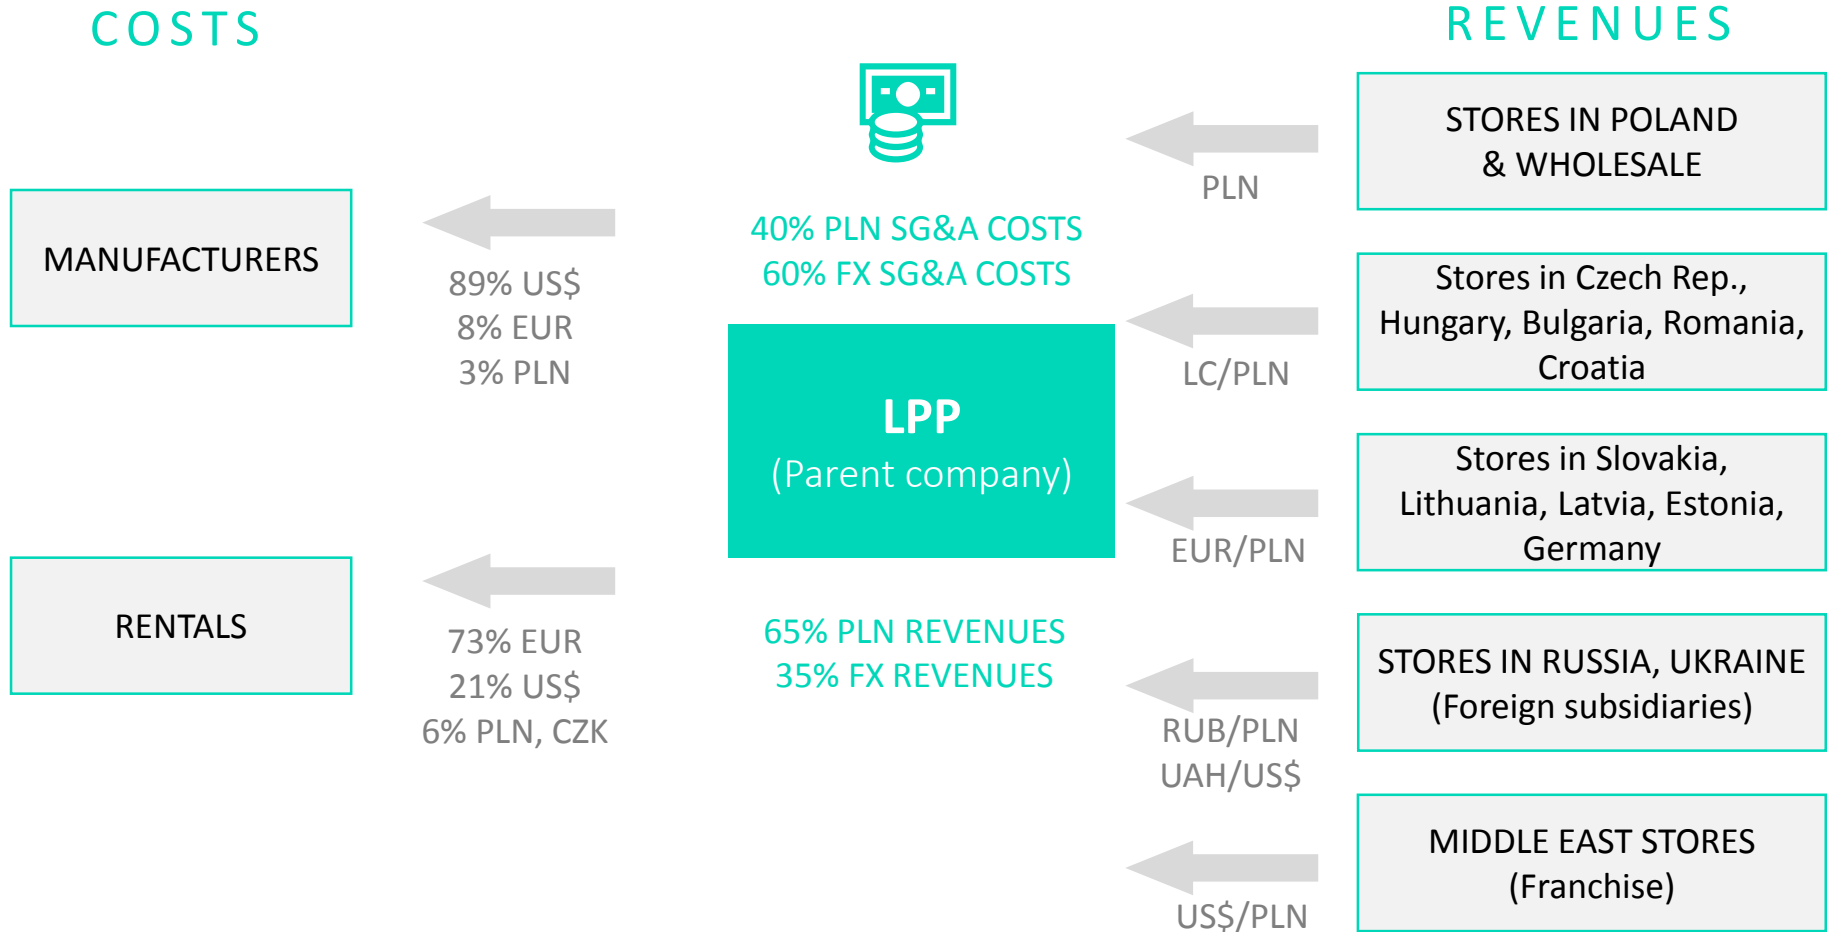 COSTS
REVENUES
MANUFACTURERS
89% US$
8% EUR
3% PLN
RENTALS
73% EUR
21% US$
6% PLN, CZK
40% PLN SG&A COSTS
60% FX SG&A COSTS
LPP
(Parent company)
65% PLN REVENUES
35% FX REVENUES
PLN
STORES IN POLAND
& WHOLESALE
LC/PLN
Stores in Czech Rep.,
Hungary, Bulgaria, Romania,
Croatia
EUR/PLN
Stores in Slovakia,
Lithuania, Latvia, Estonia,
Germany
RUB/PLN
UAH/US$
STORES IN RUSSIA, UKRAINE
(Foreign subsidiaries)
US$/PLN
MIDDLE EAST STORES
(Franchise)